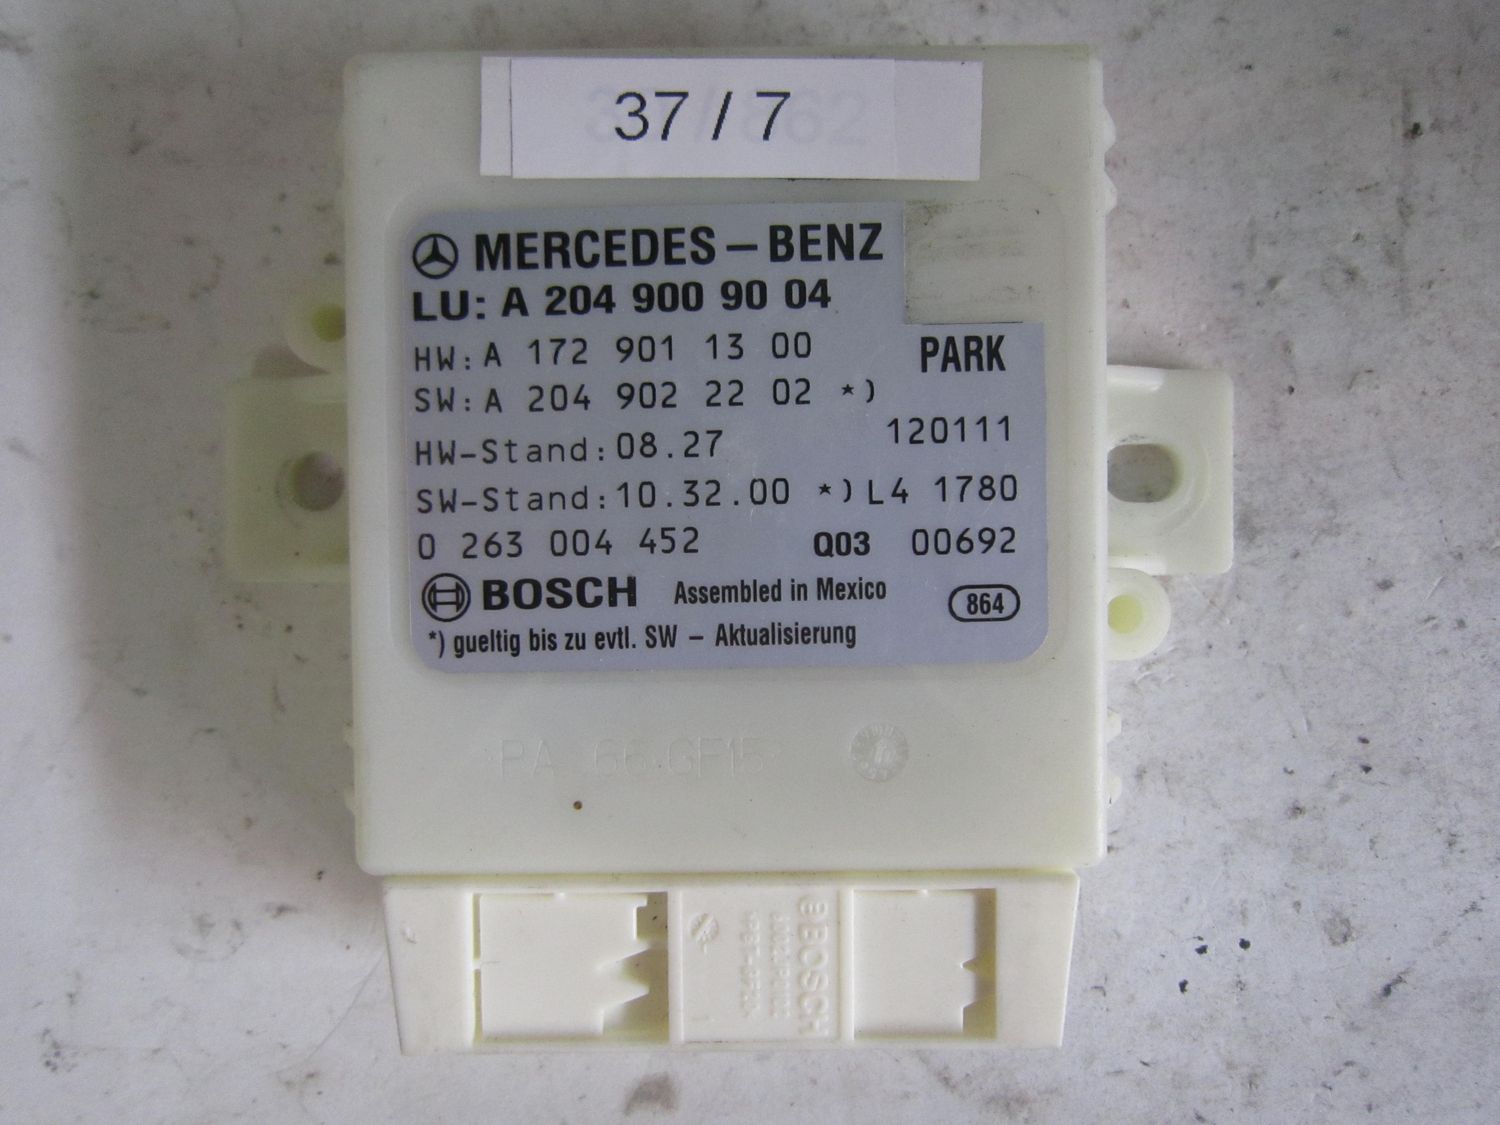 37 / 7
MERCEDES – BENZ
LU: A 204 900 90 04
HW: A 172 901 13 00
PARK
SW: A 204 902 22 02 *)
120111
HW-Stand: 08.27
SW-Stand: 10.32.00 *) L4 1780
0 263 004 452 Q03 00692
BOSCH Assembled in Mexico 864
*) gueltig bis zu evtl. SW – Aktualisierung
PA 66 GF15
BOSCH